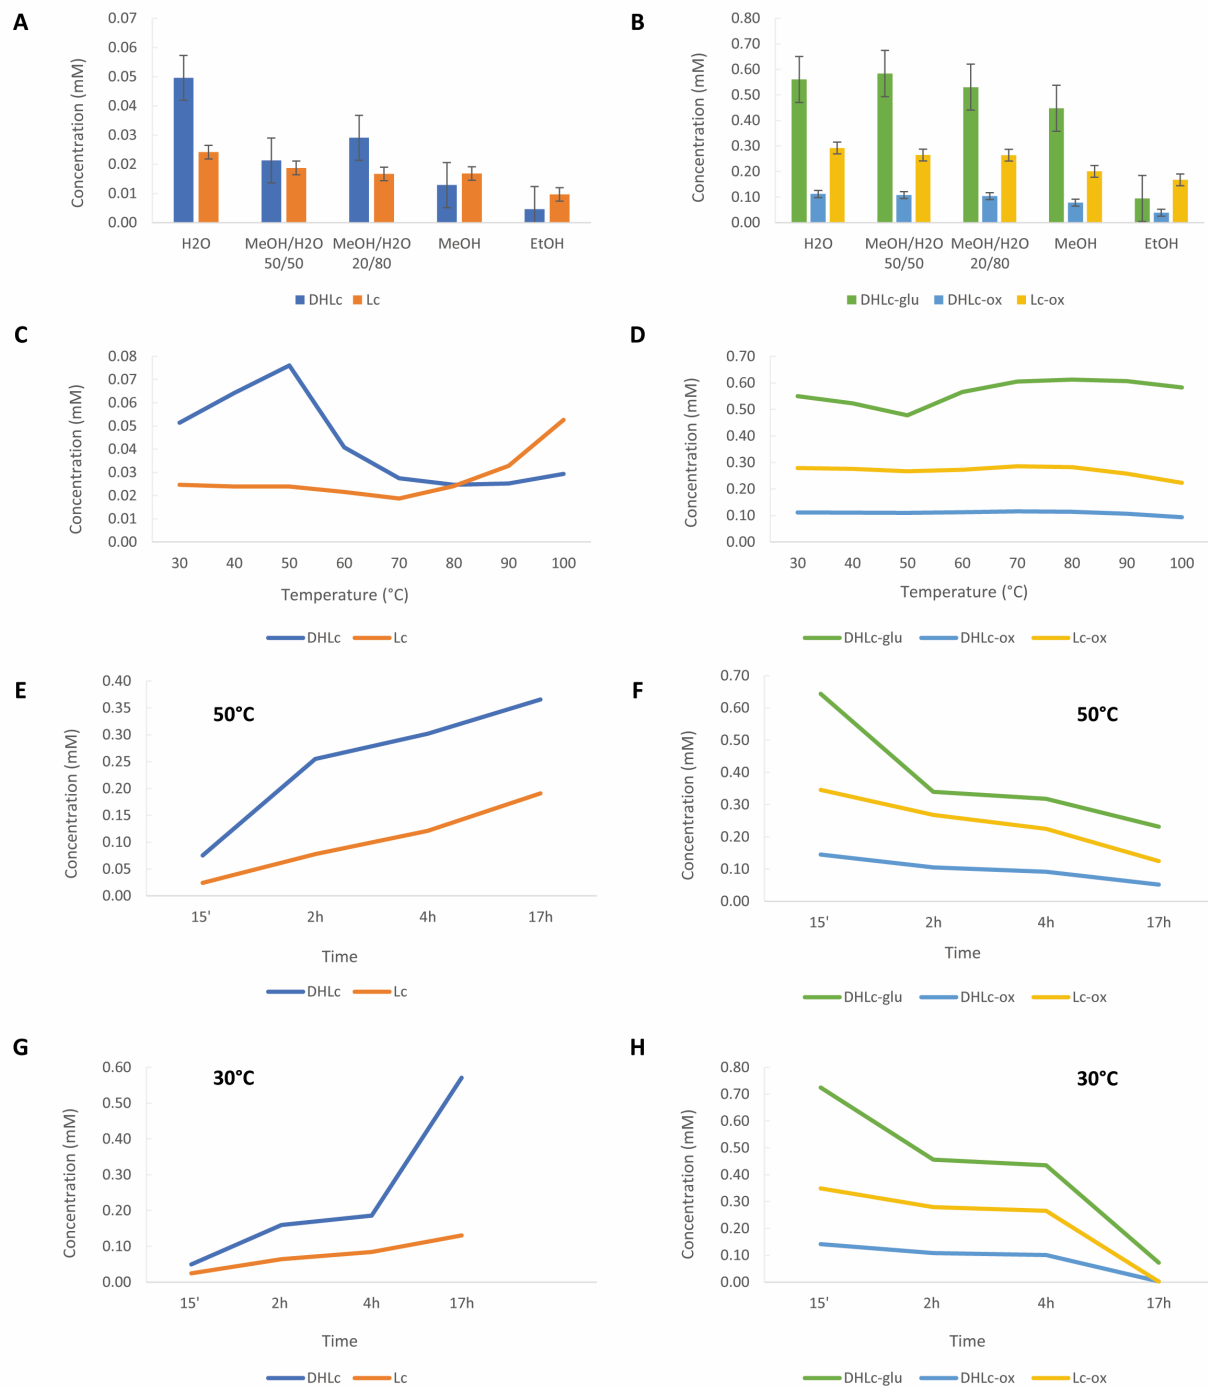 A
0.07
0.06
0.05
0.04
0.03
0.02
0.01
0.00
Concentration (mM)
H2O
MeOH/H2O
50/50
MeOH/H2O
20/80
MeOH
EtOH
DHLc Lc
B
0.80
0.70
0.60
0.50
0.40
0.30
0.20
0.10
0.00
Concentration (mM)
H2O
MeOH/H2O
50/50
MeOH/H2O
20/80
MeOH
EtOH
DHLc-glu DHLc-ox Lc-ox
C
0.08
0.07
0.06
0.05
0.04
0.03
0.02
0.01
0.00
Concentration (mM)
30 40 50 60 70 80 90 100
Temperature (°C)
DHLc Lc
D
0.70
0.60
0.50
0.40
0.30
0.20
0.10
0.00
Concentration (mM)
30 40 50 60 70 80 90 100
Temperature (°C)
DHLc-glu DHLc-ox Lc-ox
E
50°C
0.40
0.35
0.30
0.25
0.20
0.15
0.10
0.05
0.00
Concentration (mM)
15' 2h 4h 17h
Time
DHLc Lc
F
50°C
0.70
0.60
0.50
0.40
0.30
0.20
0.10
0.00
Concentration (mM)
15' 2h 4h 17h
Time
DHLc-glu DHLc-ox Lc-ox
G
30°C
0.60
0.50
0.40
0.30
0.20
0.10
0.00
Concentration (mM)
15' 2h 4h 17h
Time
DHLc Lc
H
30°C
0.80
0.70
0.60
0.50
0.40
0.30
0.20
0.10
0.00
Concentration (mM)
15' 2h 4h 17h
Time
DHLc-glu DHLc-ox Lc-ox